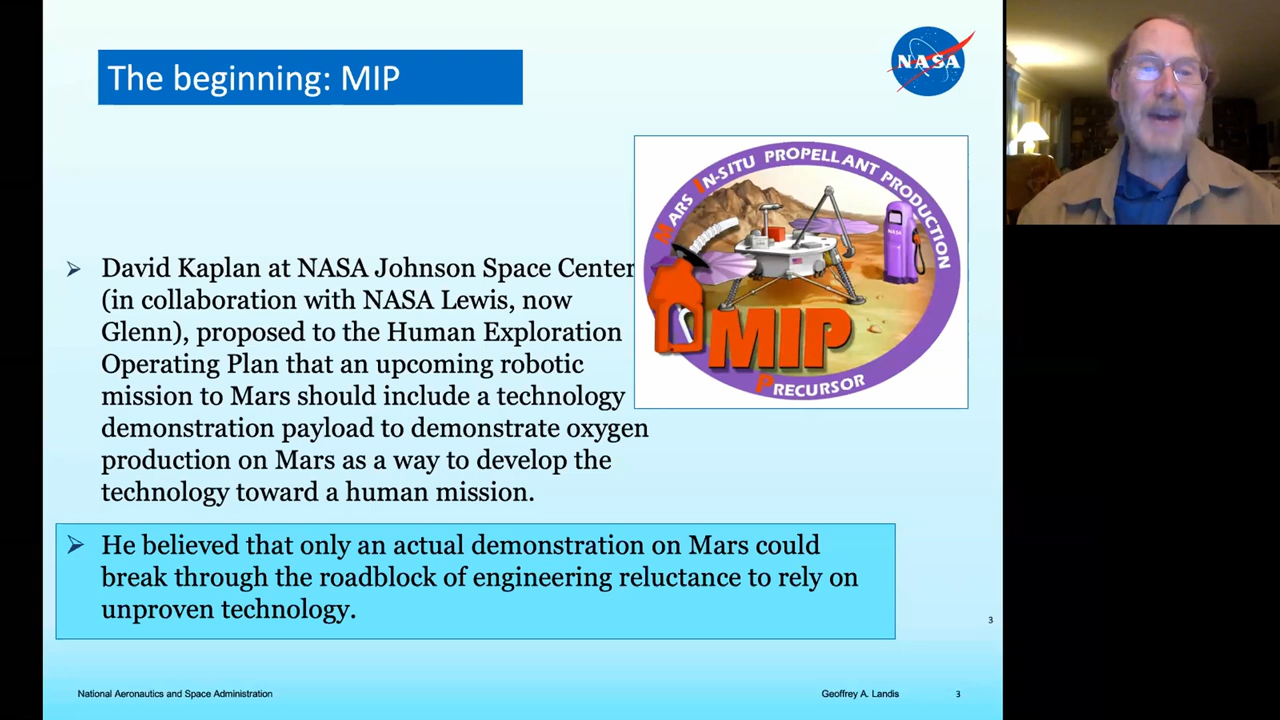 The beginning: MIP
NASA
MARS IN-SITU PROPELLANT PRODUCTION
NASA
MIP
PRECURSOR
➢ David Kaplan at NASA Johnson Space Center
(in collaboration with NASA Lewis, now
Glenn), proposed to the Human Exploration
Operating Plan that an upcoming robotic
mission to Mars should include a technology
demonstration payload to demonstrate oxygen
production on Mars as a way to develop the
technology toward a human mission.
➢ He believed that only an actual demonstration on Mars could
break through the roadblock of engineering reluctance to rely on
unproven technology.
3
National Aeronautics and Space Administration
Geoffrey A. Landis
3